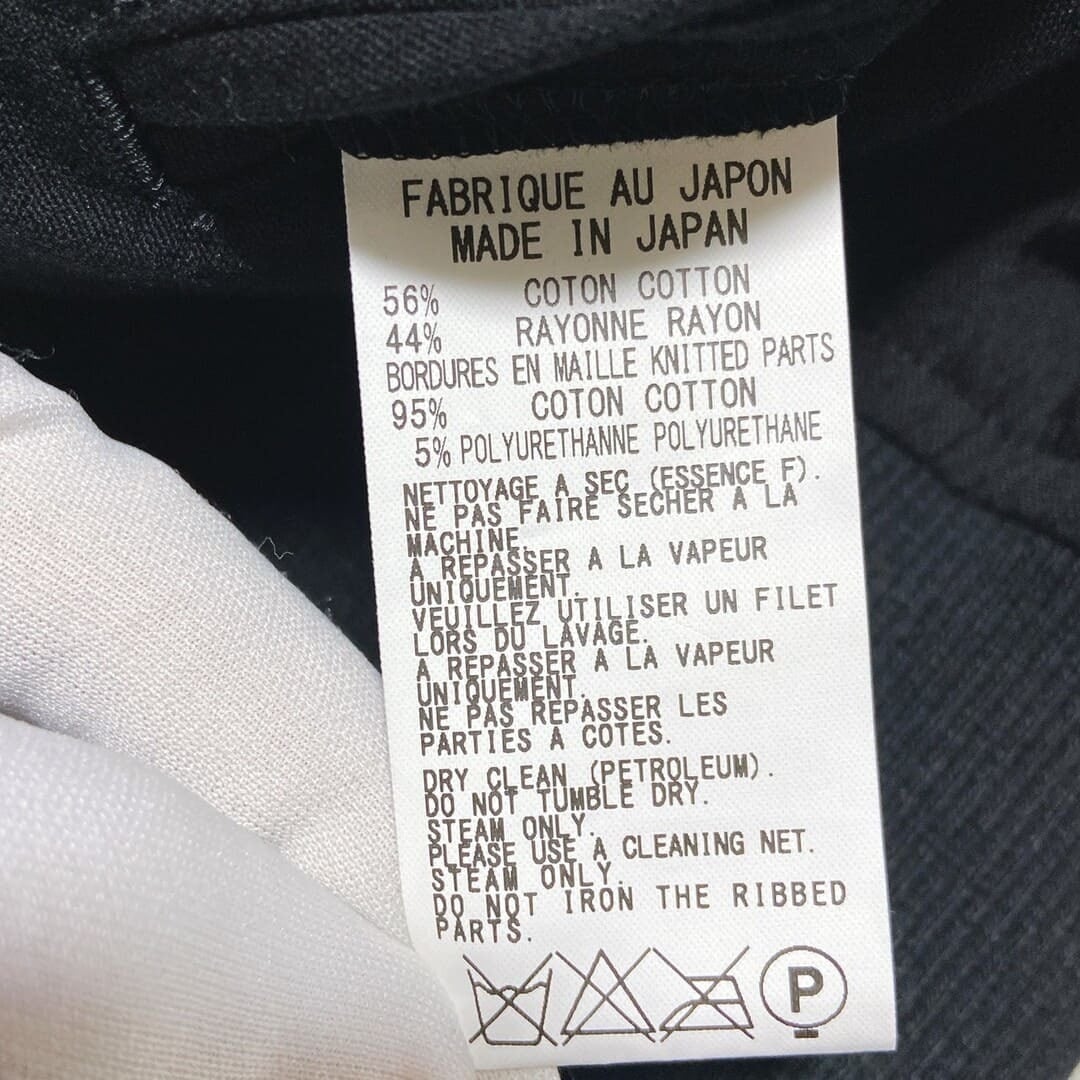 FABRIQUE AU JAPON
MADE IN JAPAN
56% COTON COTTON
44% RAYONNE RAYON
BORDURES EN MAILLE KNITTED PARTS
95% COTON COTTON
5% POLYURETHANNE POLYURETHANE
NETTOYAGE A SEC (ESSENCE F).
NE PAS FAIRE SECHER A LA
MACHINE.
A REPASSER A LA VAPEUR
UNIQUEMENT.
VEUILLEZ UTILISER UN FILET
LORS DU LAVAGE.
A REPASSER A LA VAPEUR
UNIQUEMENT.
NE PAS REPASSER LES
PARTIES A COTES.
DRY CLEAN (PETROLEUM).
DO NOT TUMBLE DRY.
STEAM ONLY.
PLEASE USE A CLEANING NET.
STEAM ONLY.
DO NOT IRON THE RIBBED
PARTS.
P